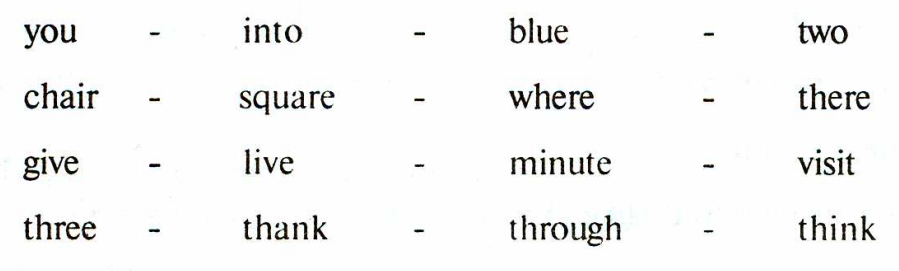 you - into - blue - two
chair - square - where - there
give - live - minute - visit
three - thank - through - think